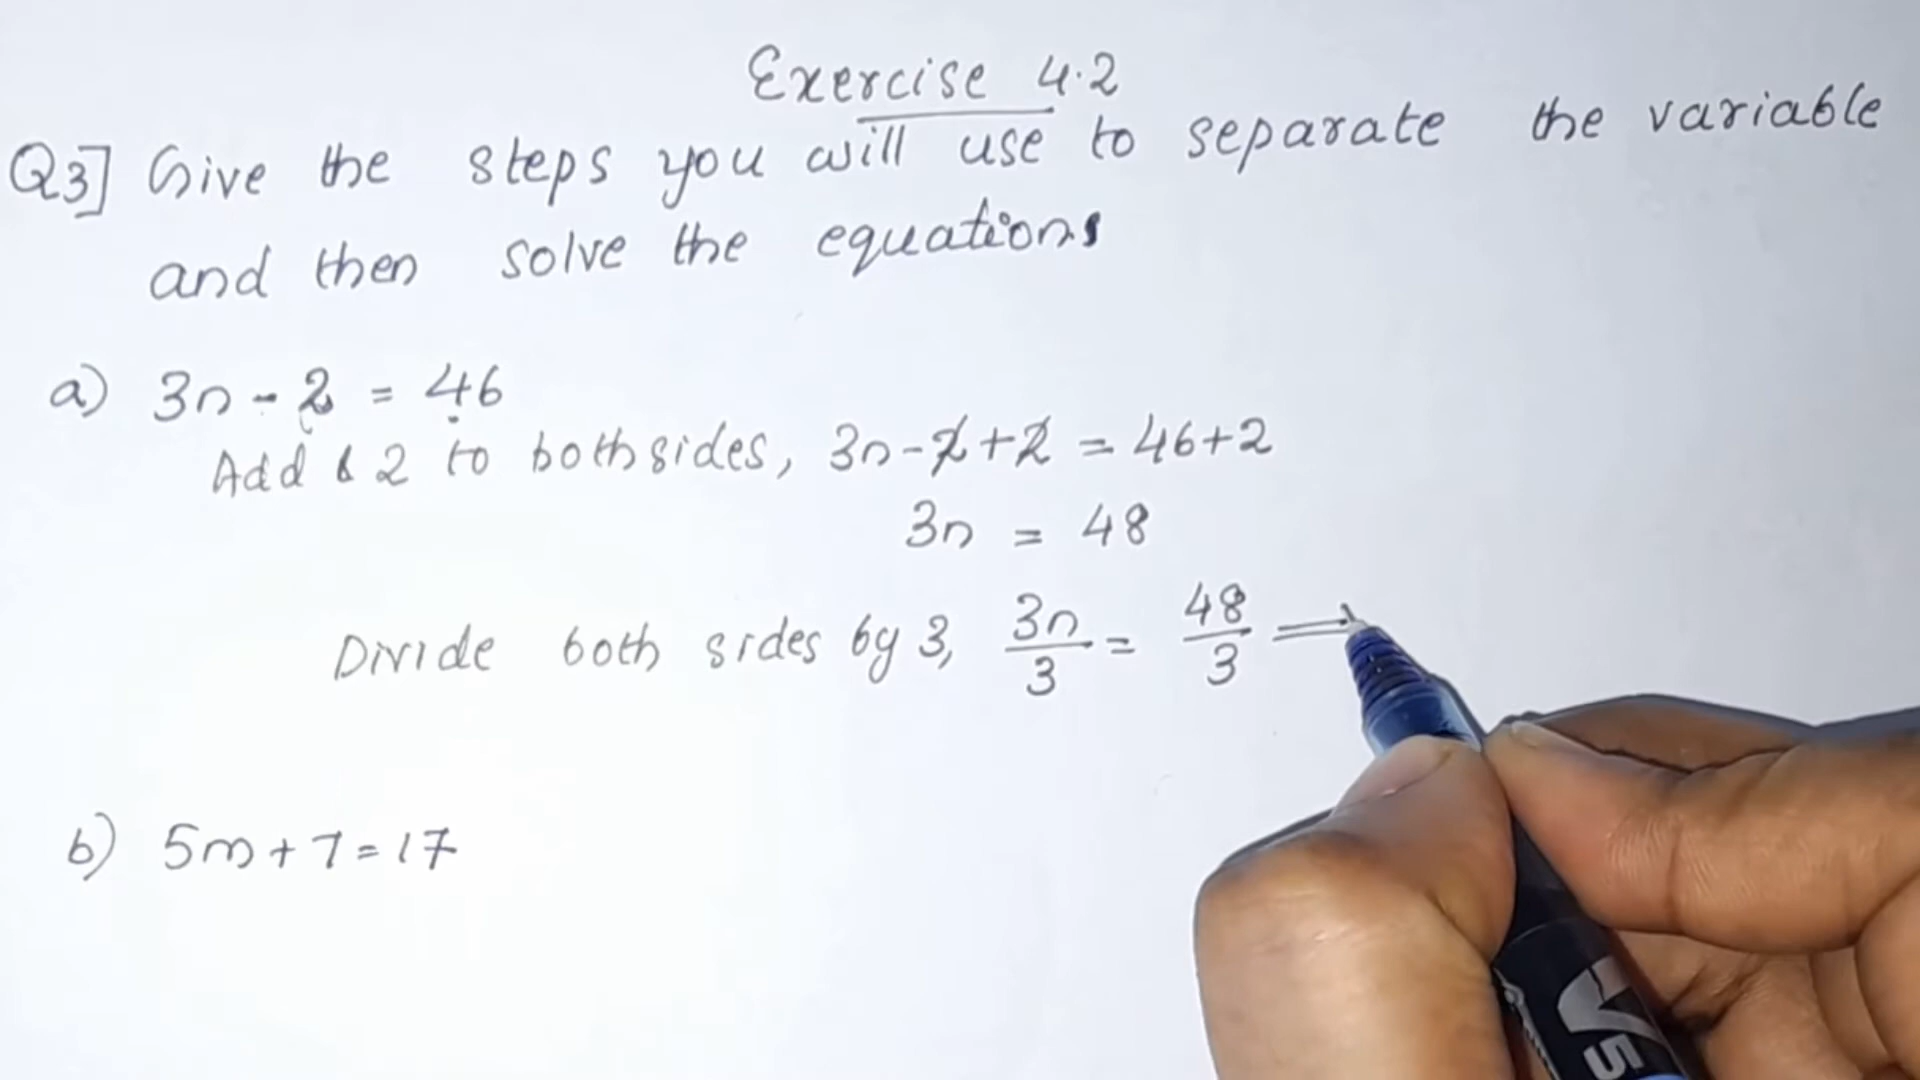 Exercise 4.2
Q3] Give the steps you will use to separate the variable
and then solve the equations
a) 3n - 2 = 46
Add & 2 to both sides, 3n-2+2 = 46+2
3n = 48
Divide both sides by 3, 3n/3 = 48/3 ⟹
b) 5m + 7 = 17
V5